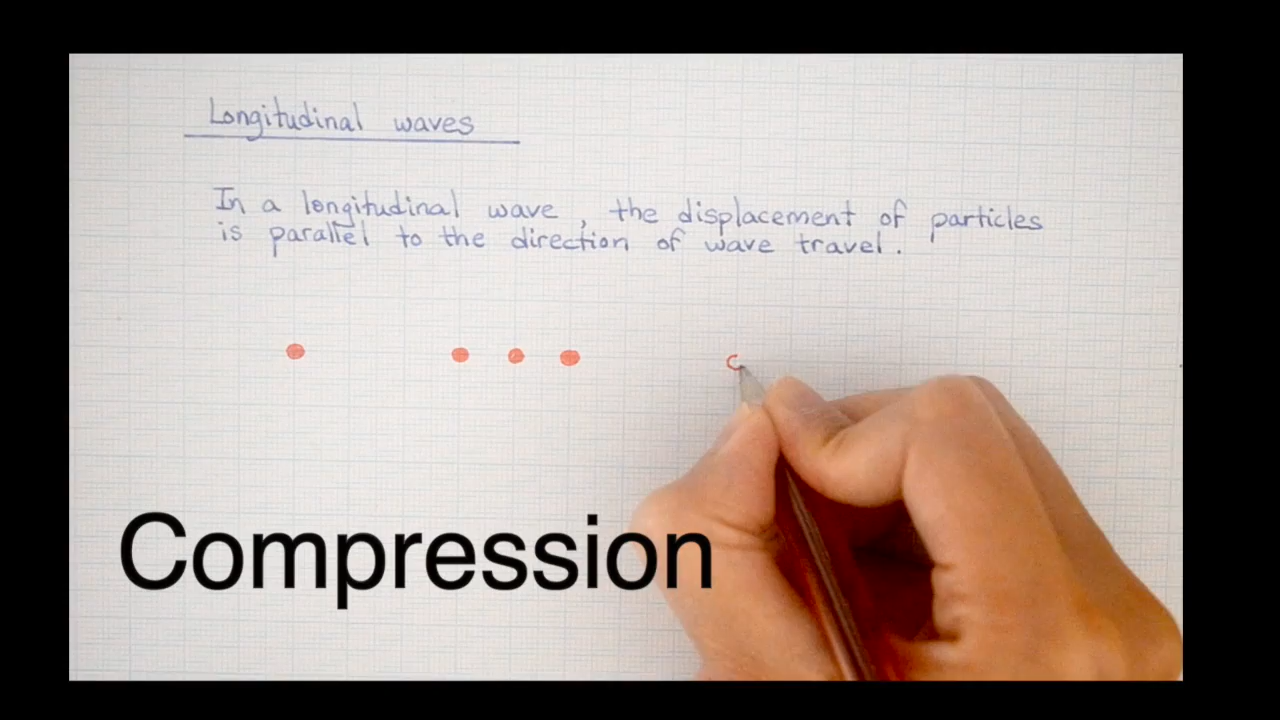 Longitudinal waves
In a longitudinal wave, the displacement of particles
is parallel to the direction of wave travel.
Compression